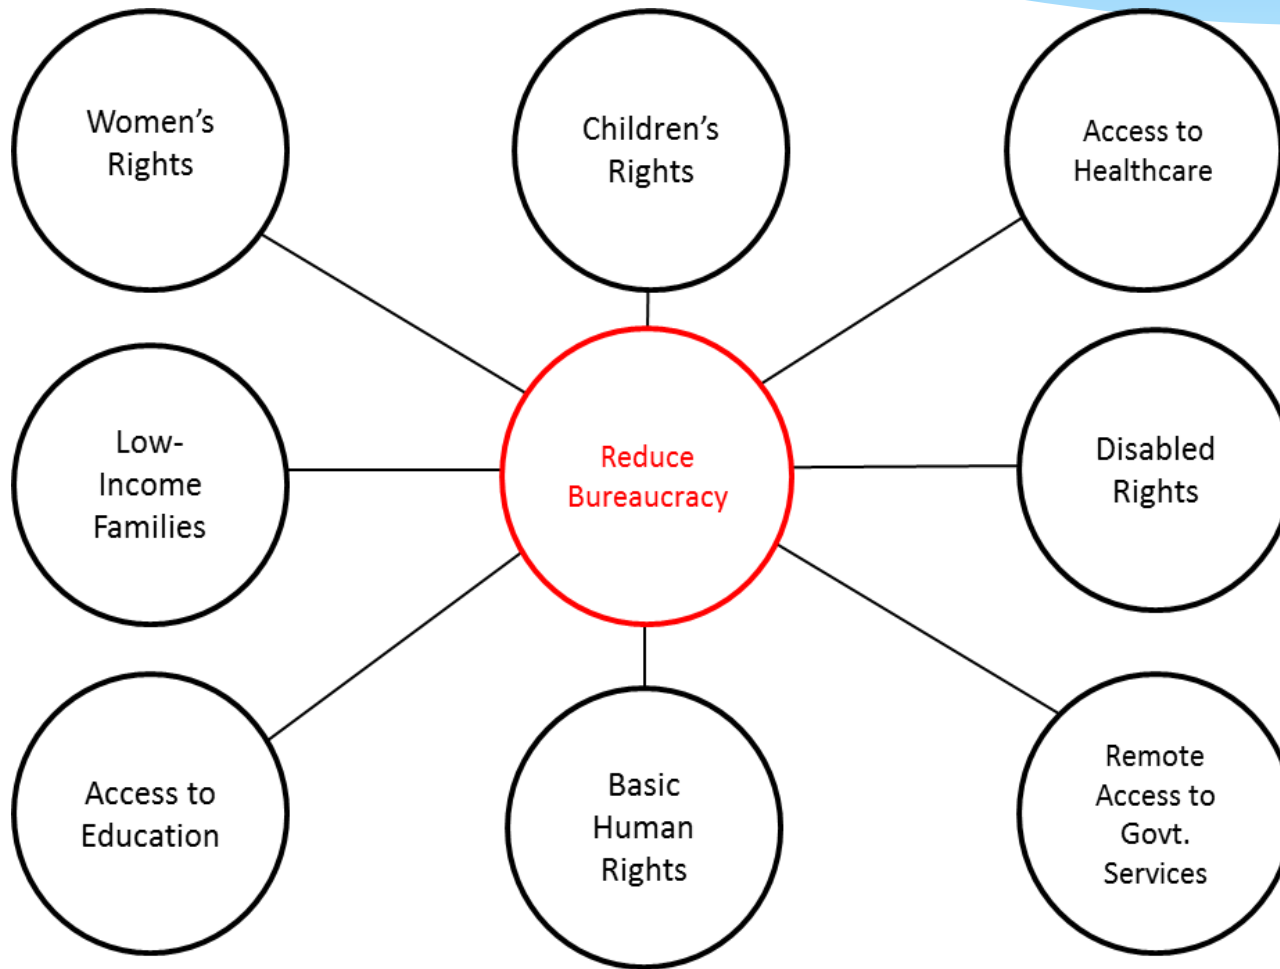 Women’s
Rights
Children’s
Rights
Access to
Healthcare
Low-
Income
Families
Reduce
Bureaucracy
Disabled
Rights
Access to
Education
Basic
Human
Rights
Remote
Access to
Govt.
Services